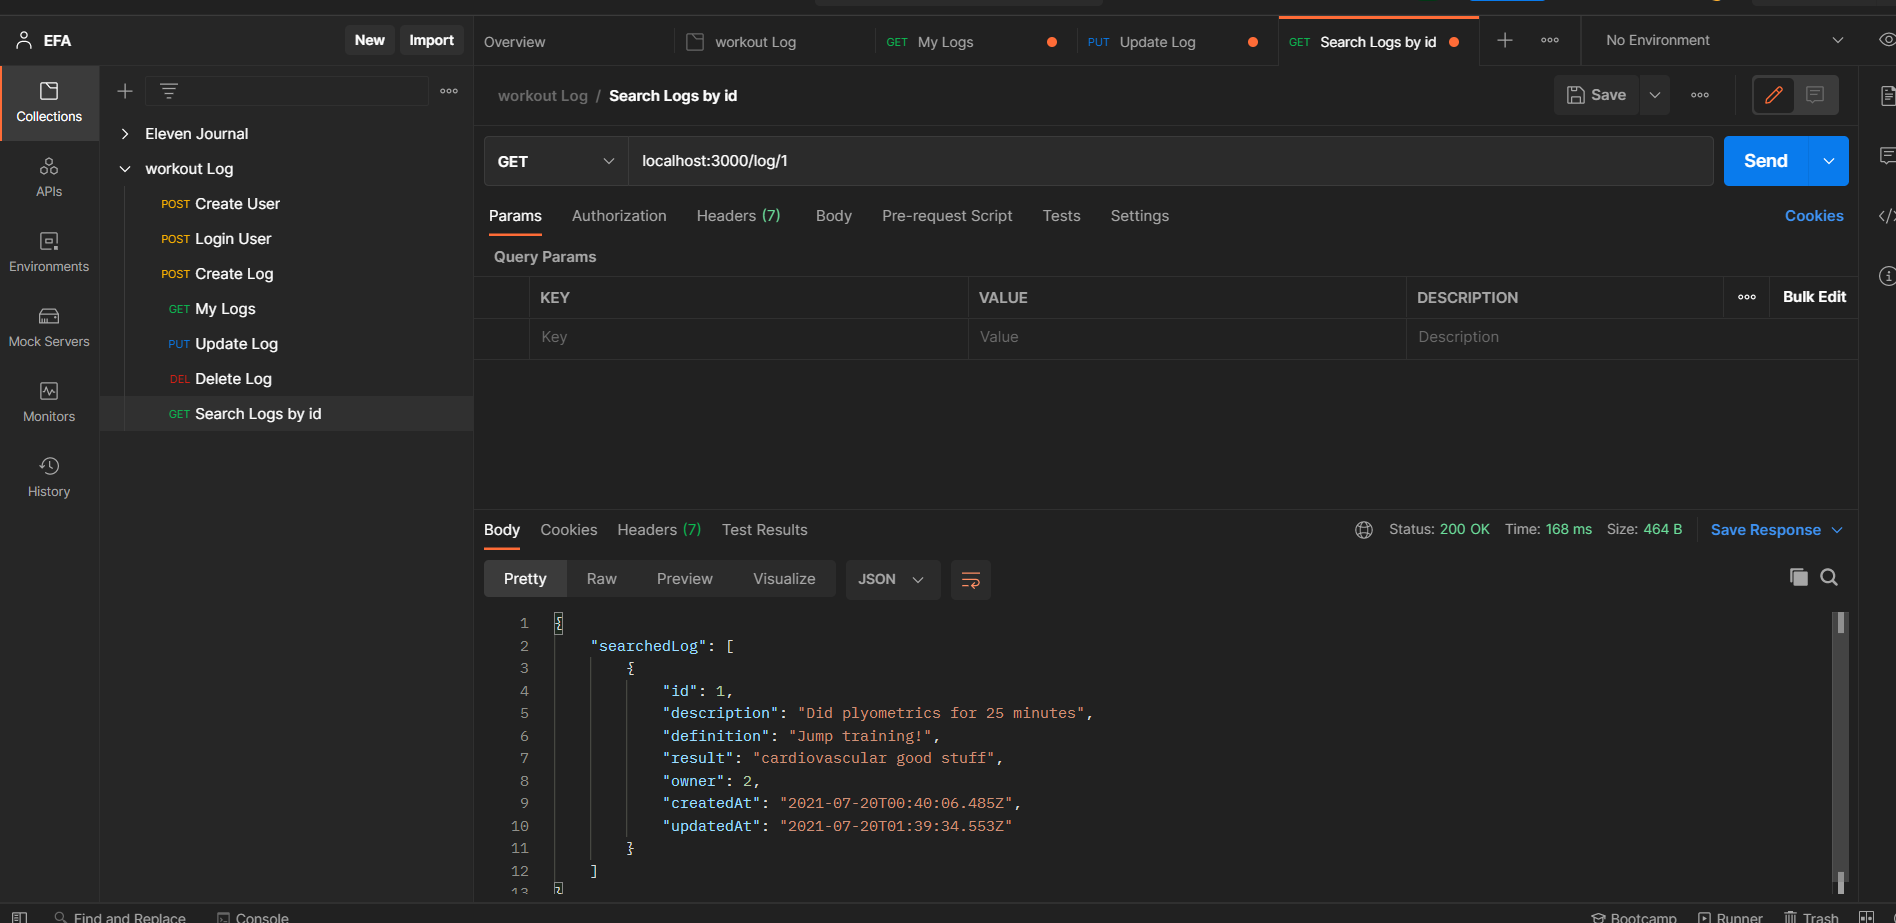 EFA
New
Import
Overview
workout Log
GET My Logs
PUT Update Log
GET Search Logs by id
No Environment
Collections
APIs
Environments
Mock Servers
Monitors
History
Eleven Journal
workout Log
POST Create User
POST Login User
POST Create Log
GET My Logs
PUT Update Log
DEL Delete Log
GET Search Logs by id
workout Log / Search Logs by id
Save
GET
localhost:3000/log/1
Send
Params
Authorization
Headers (7)
Body
Pre-request Script
Tests
Settings
Cookies
Query Params
KEY
VALUE
DESCRIPTION
Bulk Edit
Key
Value
Description
Body
Cookies
Headers (7)
Test Results
Status: 200 OK
Time: 168 ms
Size: 464 B
Save Response
Pretty
Raw
Preview
Visualize
JSON
1 {
2 "searchedLog": [
3 {
4 "id": 1,
5 "description": "Did plyometrics for 25 minutes",
6 "definition": "Jump training!",
7 "result": "cardiovascular good stuff",
8 "owner": 2,
9 "createdAt": "2021-07-20T00:40:06.485Z",
10 "updatedAt": "2021-07-20T01:39:34.553Z"
11 }
12 ]
13 }
Find and Replace
Console
Bootcamp
Runner
Trash